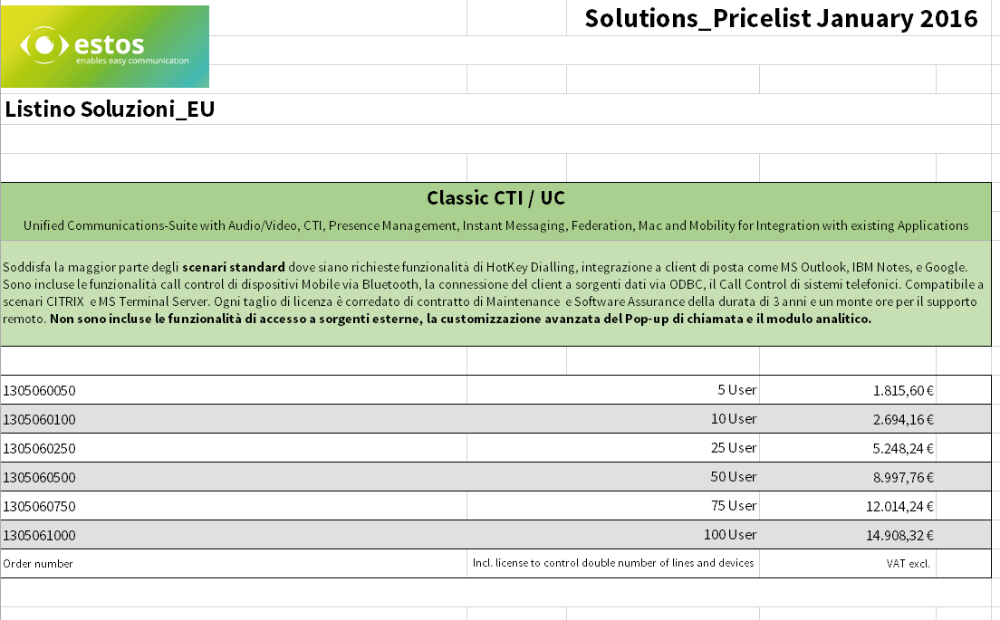 Solutions_Pricelist January 2016
estos
enables easy communication
Listino Soluzioni_EU
Classic CTI / UC
Unified Communications-Suite with Audio/Video, CTI, Presence Management, Instant Messaging, Federation, Mac and Mobility for Integration with existing Applications
Soddisfa la maggior parte degli scenari standard dove siano richieste funzionalità di HotKey Dialling, integrazione a client di posta come MS Outlook, IBM Notes, e Google.
Sono incluse le funzionalità call control di dispositivi Mobile via Bluetooth, la connessione del client a sorgenti dati via ODBC, il Call Control di sistemi telefonici. Compatibile a
scenari CITRIX e MS Terminal Server. Ogni taglio di licenza è corredato di contratto di Maintenance e Software Assurance della durata di 3 anni e un monte ore per il supporto
remoto. Non sono incluse le funzionalità di accesso a sorgenti esterne, la customizzazione avanzata del Pop-up di chiamata e il modulo analitico.
1305060050 5 User 1.815,60 €
1305060100 10 User 2.694,16 €
1305060250 25 User 5.248,24 €
1305060500 50 User 8.997,76 €
1305060750 75 User 12.014,24 €
1305061000 100 User 14.908,32 €
Order number Incl. license to control double number of lines and devices VAT excl.